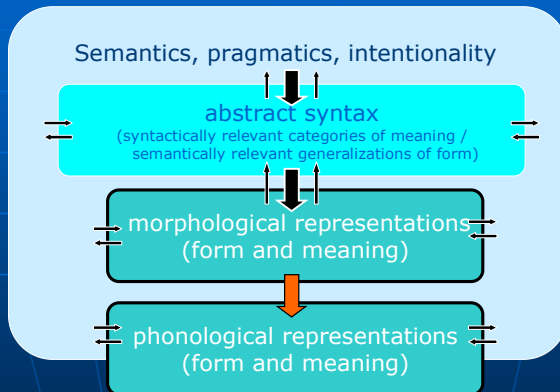 Semantics, pragmatics, intentionality
abstract syntax
(syntactically relevant categories of meaning /
semantically relevant generalizations of form)
morphological representations
(form and meaning)
phonological representations
(form and meaning)